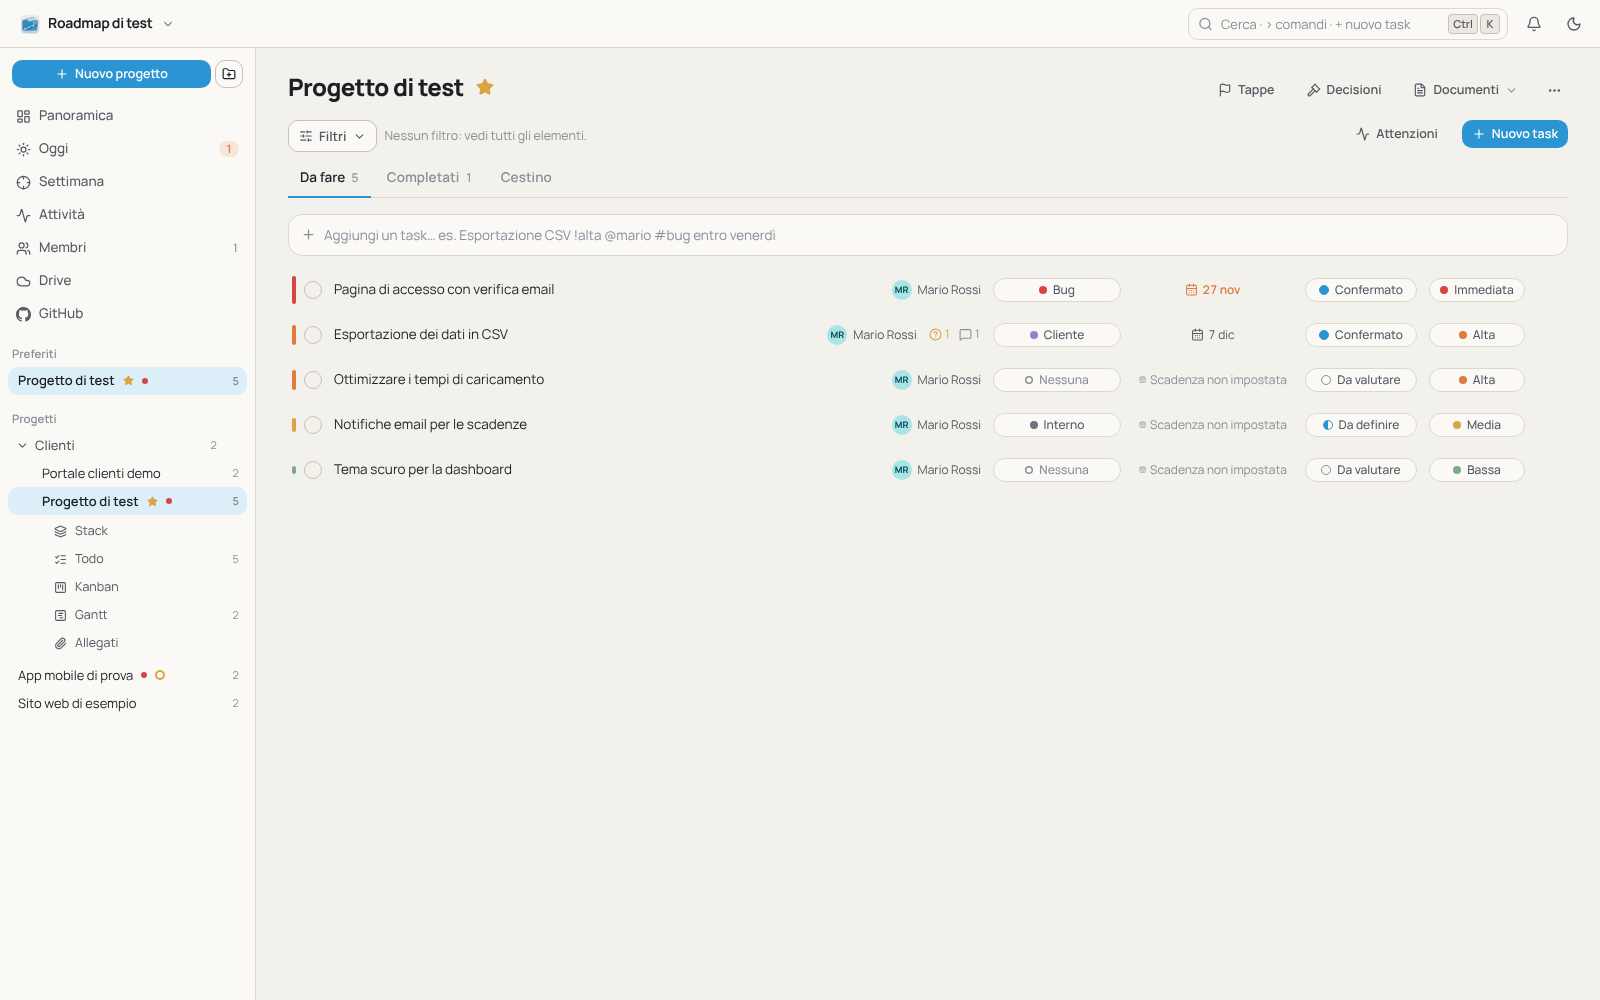 Roadmap di test
Cerca · > comandi · + nuovo task Ctrl K
Nuovo progetto
Panoramica
Oggi 1
Settimana
Attività
Membri 1
Drive
GitHub
Preferiti
Progetto di test 5
Progetti
Clienti 2
Portale clienti demo 2
Progetto di test 5
Stack
Todo 5
Kanban
Gantt 2
Allegati
App mobile di prova 2
Sito web di esempio 2
Progetto di test
Tappe Decisioni Documenti
Filtri Nessun filtro: vedi tutti gli elementi.
Attenzioni Nuovo task
Da fare 5 Completati 1 Cestino
Aggiungi un task... es. Esportazione CSV !alta @mario #bug entro venerdì
Pagina di accesso con verifica email MR Mario Rossi Bug 27 nov Confermato Immediata
Esportazione dei dati in CSV MR Mario Rossi 1 1 Cliente 7 dic Confermato Alta
Ottimizzare i tempi di caricamento MR Mario Rossi Nessuna Scadenza non impostata Da valutare Alta
Notifiche email per le scadenze MR Mario Rossi Interno Scadenza non impostata Da definire Media
Tema scuro per la dashboard MR Mario Rossi Nessuna Scadenza non impostata Da valutare Bassa